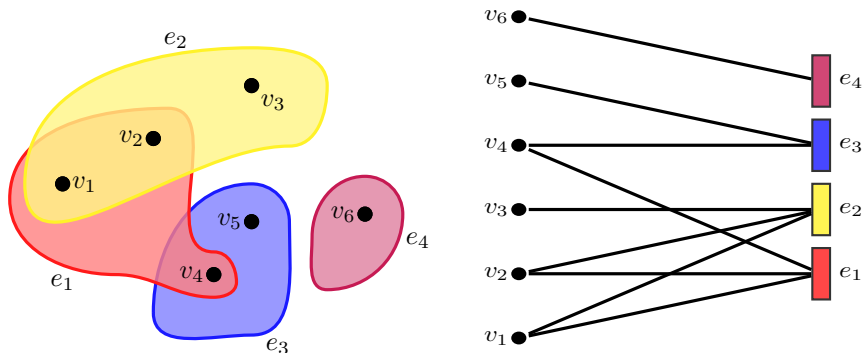 e₂
v₃
v₂
v₁
v₅
v₆
e₄
v₄
e₁
e₃
v₆
e₄
v₅
e₃
v₄
v₃
e₂
v₂
e₁
v₁